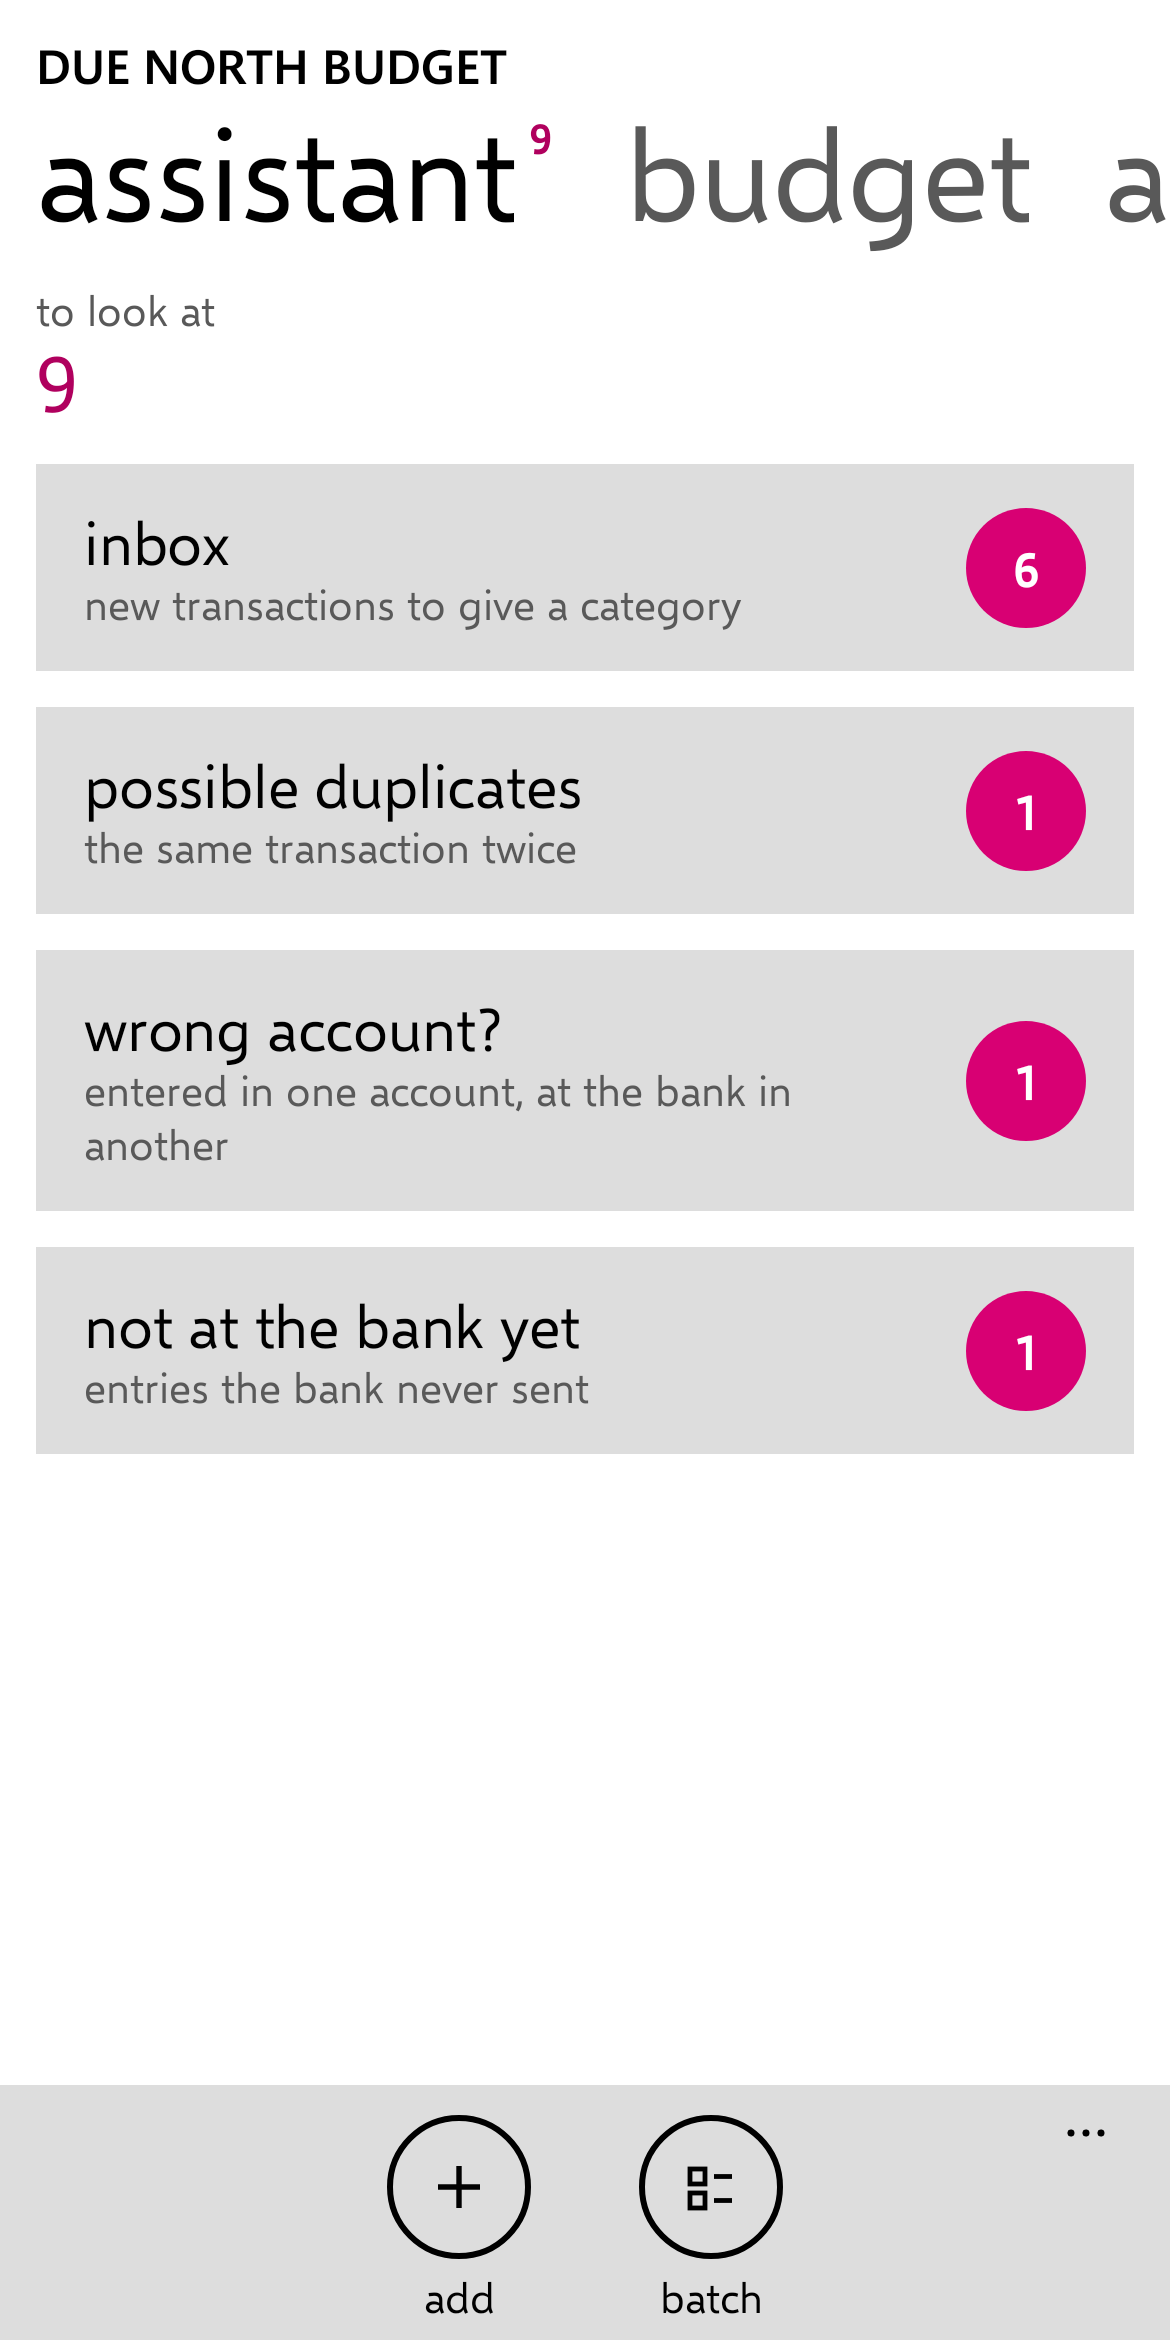 DUE NORTH BUDGET
assistant 9 budget a
to look at
9
inbox
new transactions to give a category
6
possible duplicates
the same transaction twice
1
wrong account?
entered in one account, at the bank in
another
1
not at the bank yet
entries the bank never sent
1
...
add batch